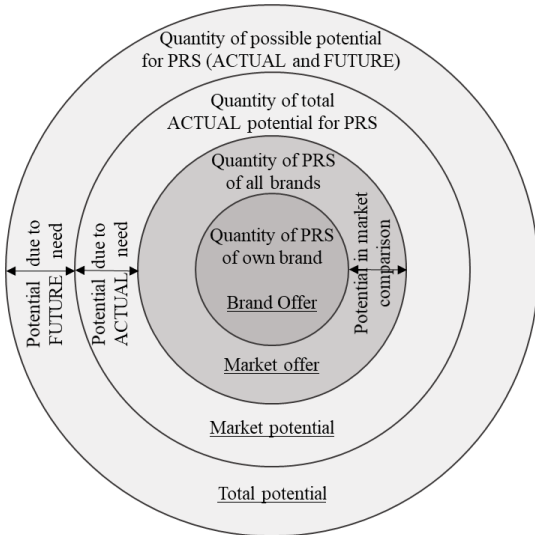 Quantity of possible potential
for PRS (ACTUAL and FUTURE)
Quantity of total
ACTUAL potential for PRS
Quantity of PRS
of all brands
Quantity of PRS
of own brand
Brand Offer
Market offer
Market potential
Total potential
Potential due to need
FUTURE
Potential due to need
ACTUAL
Potential in market
comparison